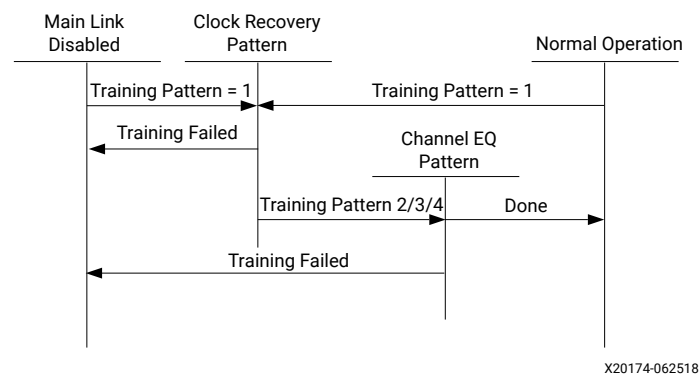 Main Link
Disabled
Clock Recovery
Pattern
Normal Operation
Training Pattern = 1
Training Pattern = 1
Training Failed
Channel EQ
Pattern
Training Pattern 2/3/4
Done
Training Failed
X20174-062518